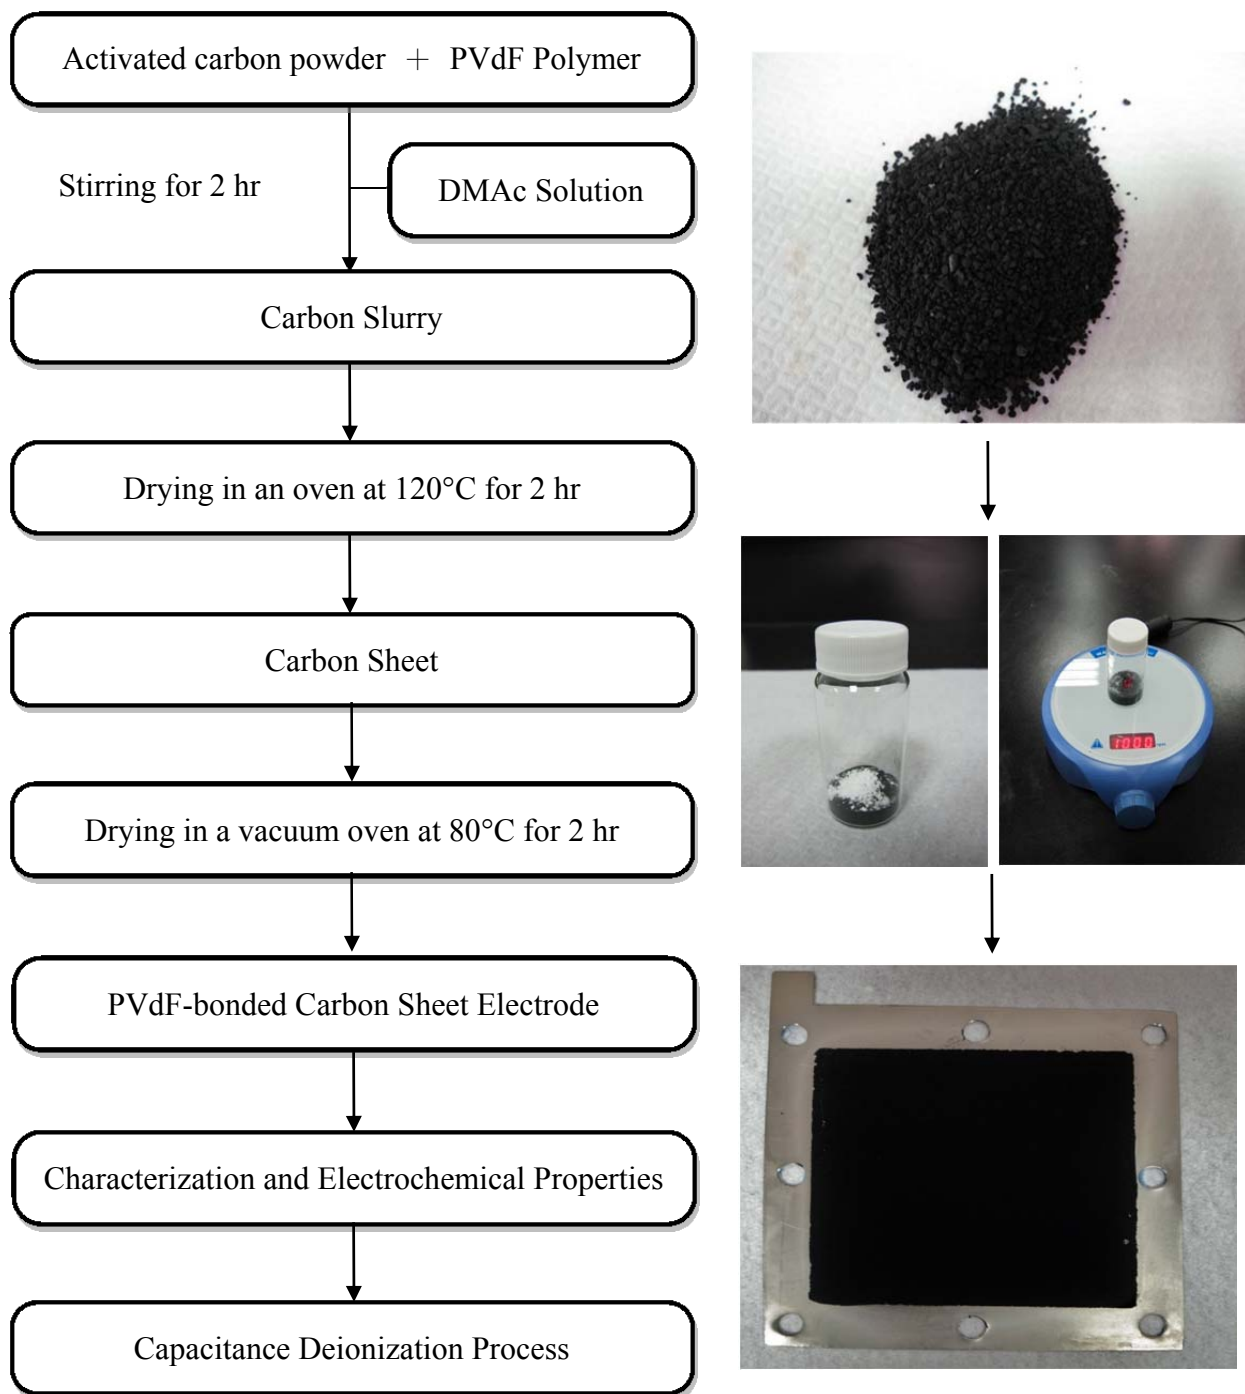 Activated carbon powder + PVdF Polymer
Stirring for 2 hr
DMAc Solution
Carbon Slurry
Drying in an oven at 120°C for 2 hr
Carbon Sheet
Drying in a vacuum oven at 80°C for 2 hr
PVdF-bonded Carbon Sheet Electrode
Characterization and Electrochemical Properties
Capacitance Deionization Process
1000